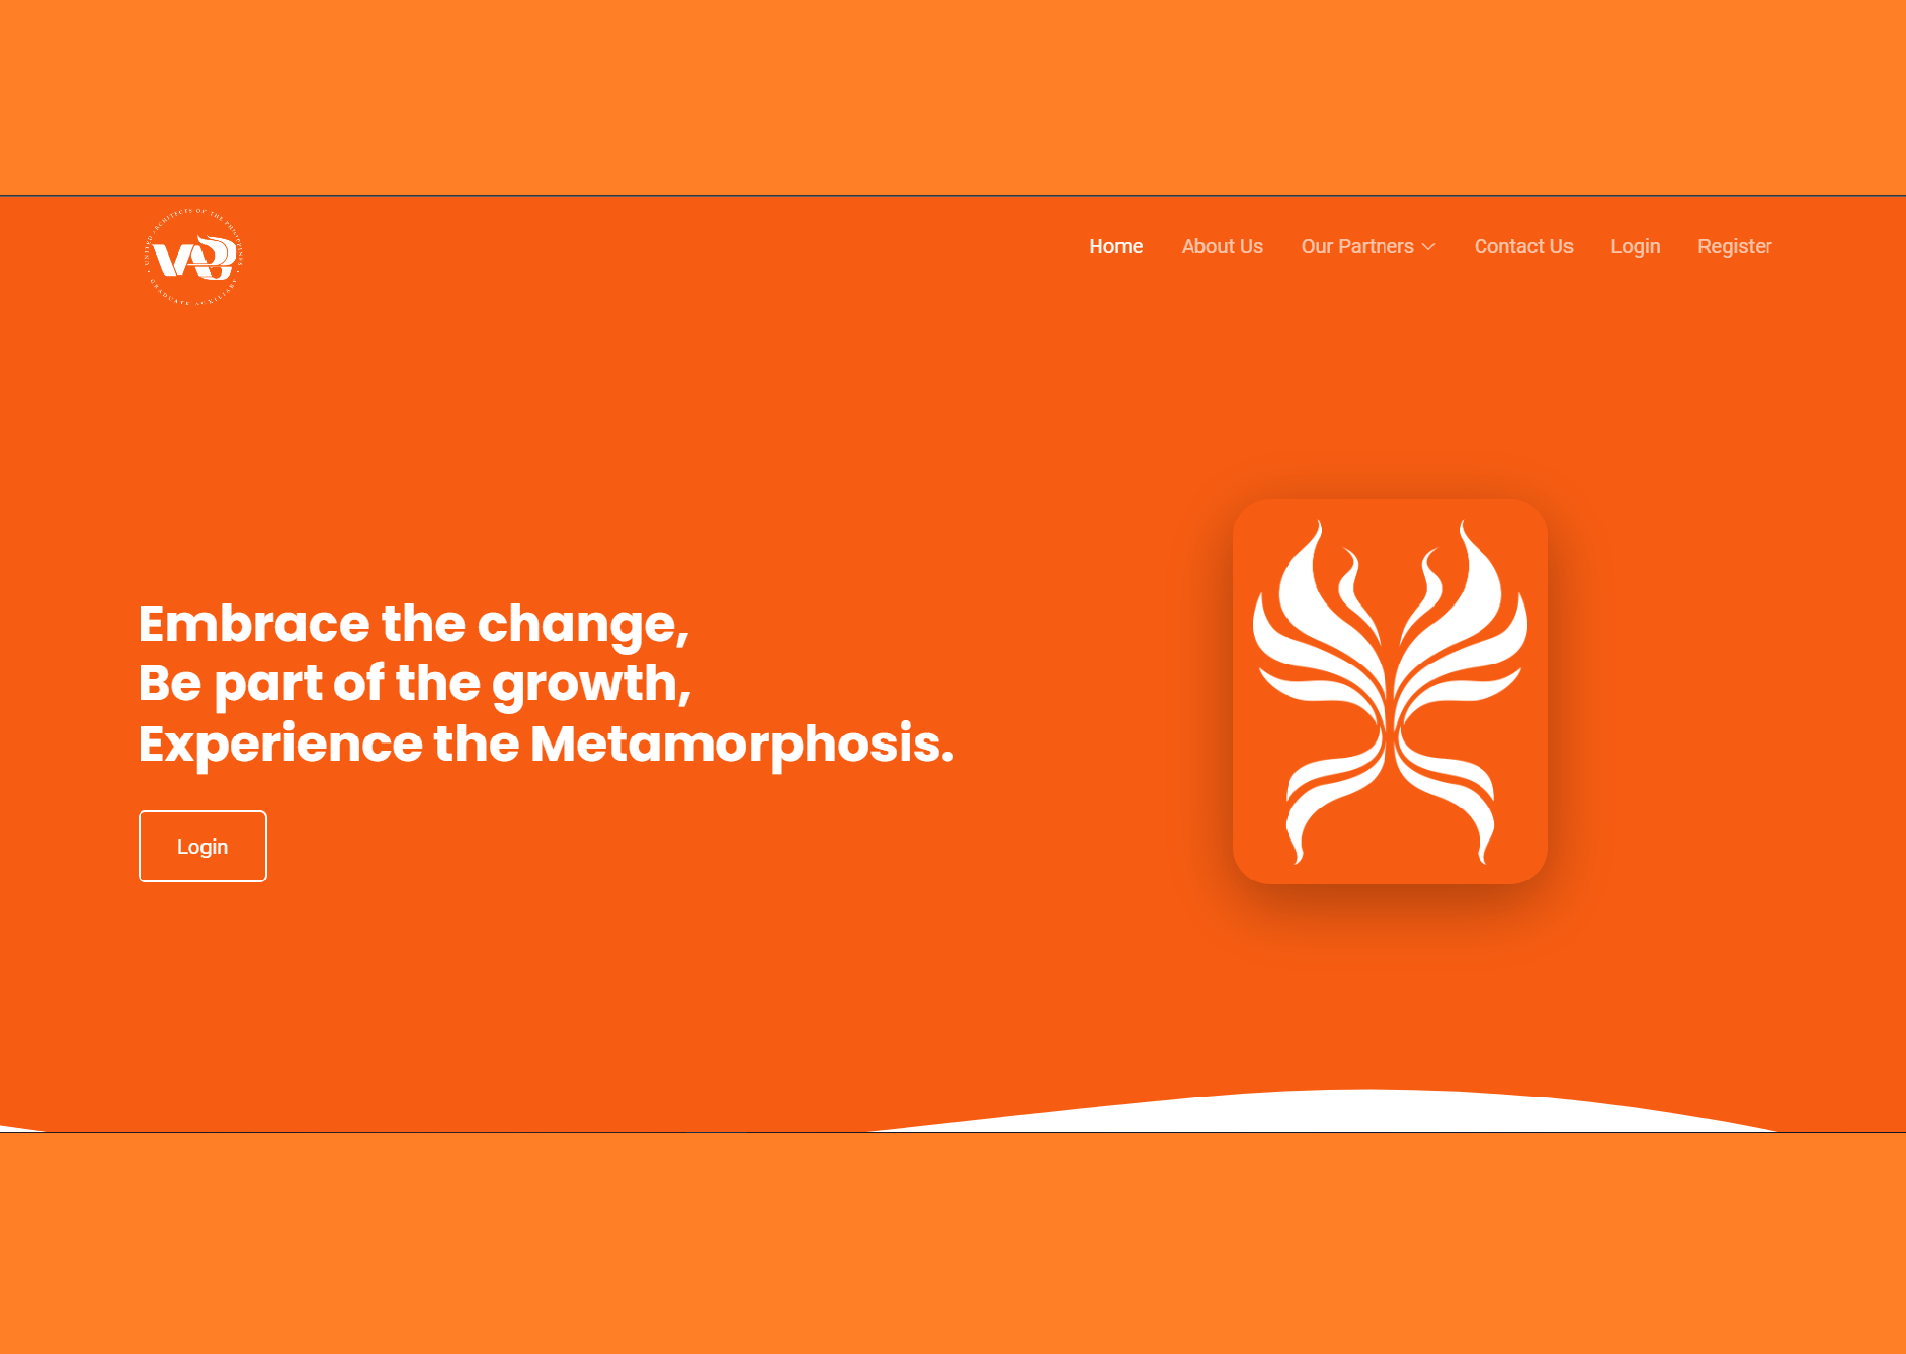 UNITED ARCHITECTS OF THE PHILIPPINES
GRADUATE AUXILIARY
Home
About Us
Our Partners
Contact Us
Login
Register
Embrace the change,
Be part of the growth,
Experience the Metamorphosis.
Login